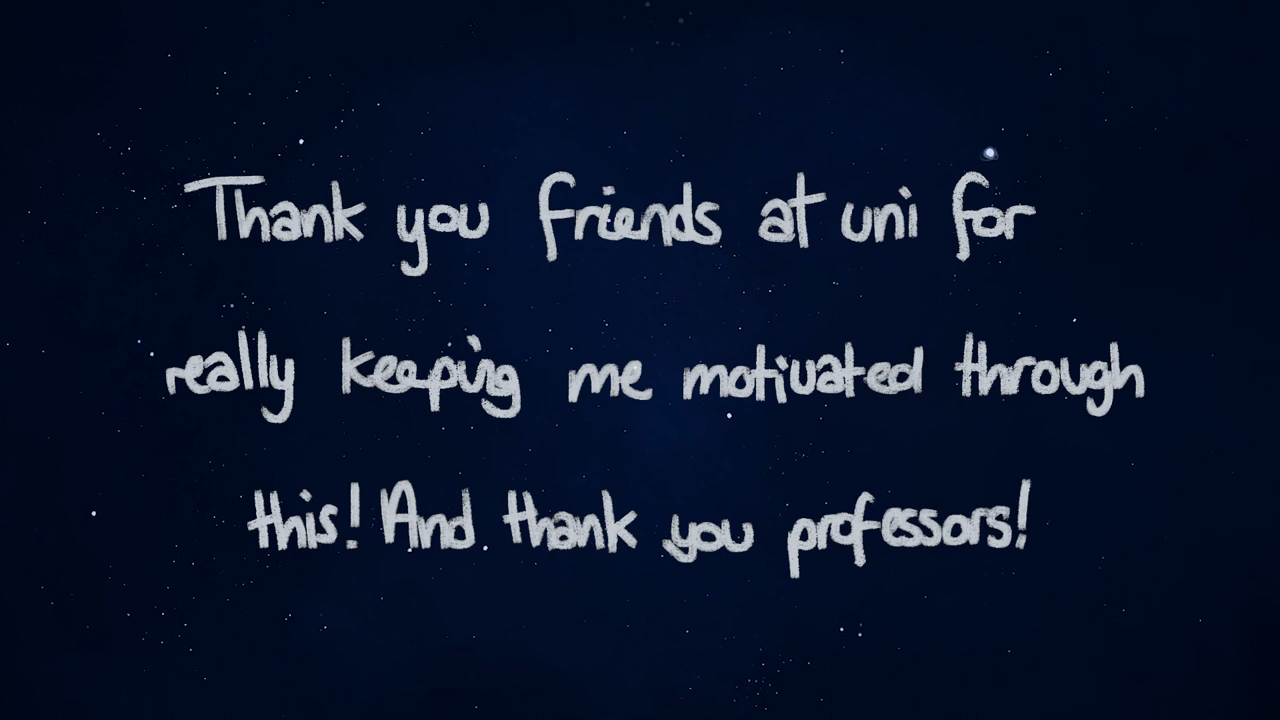 Thank you friends at uni for
really keeping me motivated through
this! And thank you professors!